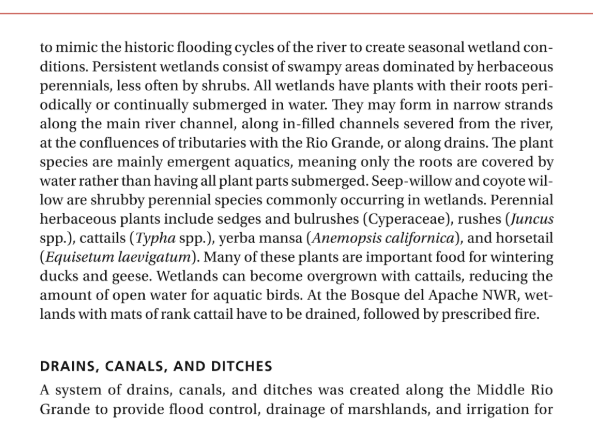 to mimic the historic flooding cycles of the river to create seasonal wetland con-
ditions. Persistent wetlands consist of swampy areas dominated by herbaceous
perennials, less often by shrubs. All wetlands have plants with their roots peri-
odically or continually submerged in water. They may form in narrow strands
along the main river channel, along in-filled channels severed from the river,
at the confluences of tributaries with the Rio Grande, or along drains. The plant
species are mainly emergent aquatics, meaning only the roots are covered by
water rather than having all plant parts submerged. Seep-willow and coyote wil-
low are shrubby perennial species commonly occurring in wetlands. Perennial
herbaceous plants include sedges and bulrushes (Cyperaceae), rushes (Juncus
spp.), cattails (Typha spp.), yerba mansa (Anemopsis californica), and horsetail
(Equisetum laevigatum). Many of these plants are important food for wintering
ducks and geese. Wetlands can become overgrown with cattails, reducing the
amount of open water for aquatic birds. At the Bosque del Apache NWR, wet-
lands with mats of rank cattail have to be drained, followed by prescribed fire.
DRAINS, CANALS, AND DITCHES
A system of drains, canals, and ditches was created along the Middle Rio
Grande to provide flood control, drainage of marshlands, and irrigation for